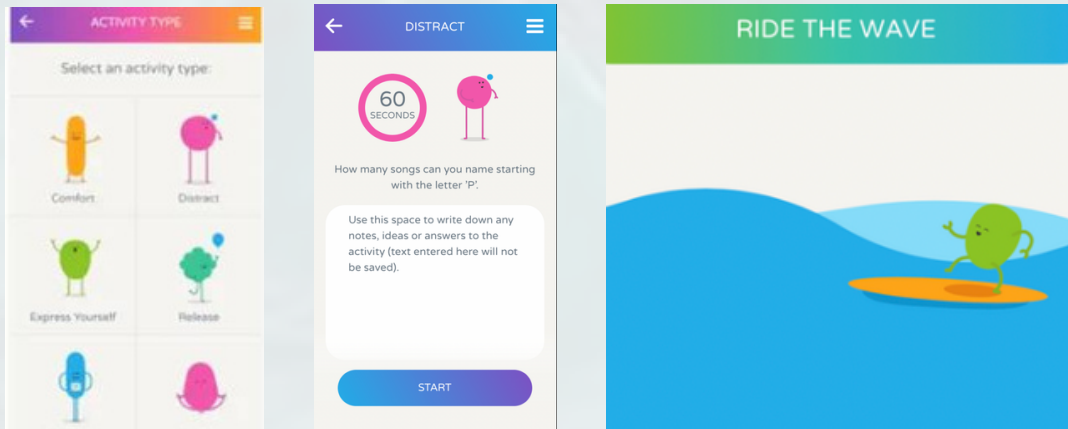 ACTIVITY TYPE
Select an activity type:
Comfort
Distract
Express Yourself
Release
DISTRACT
60
SECONDS
How many songs can you name starting
with the letter 'P'.
Use this space to write down any
notes, ideas or answers to the
activity (text entered here will not
be saved).
START
RIDE THE WAVE